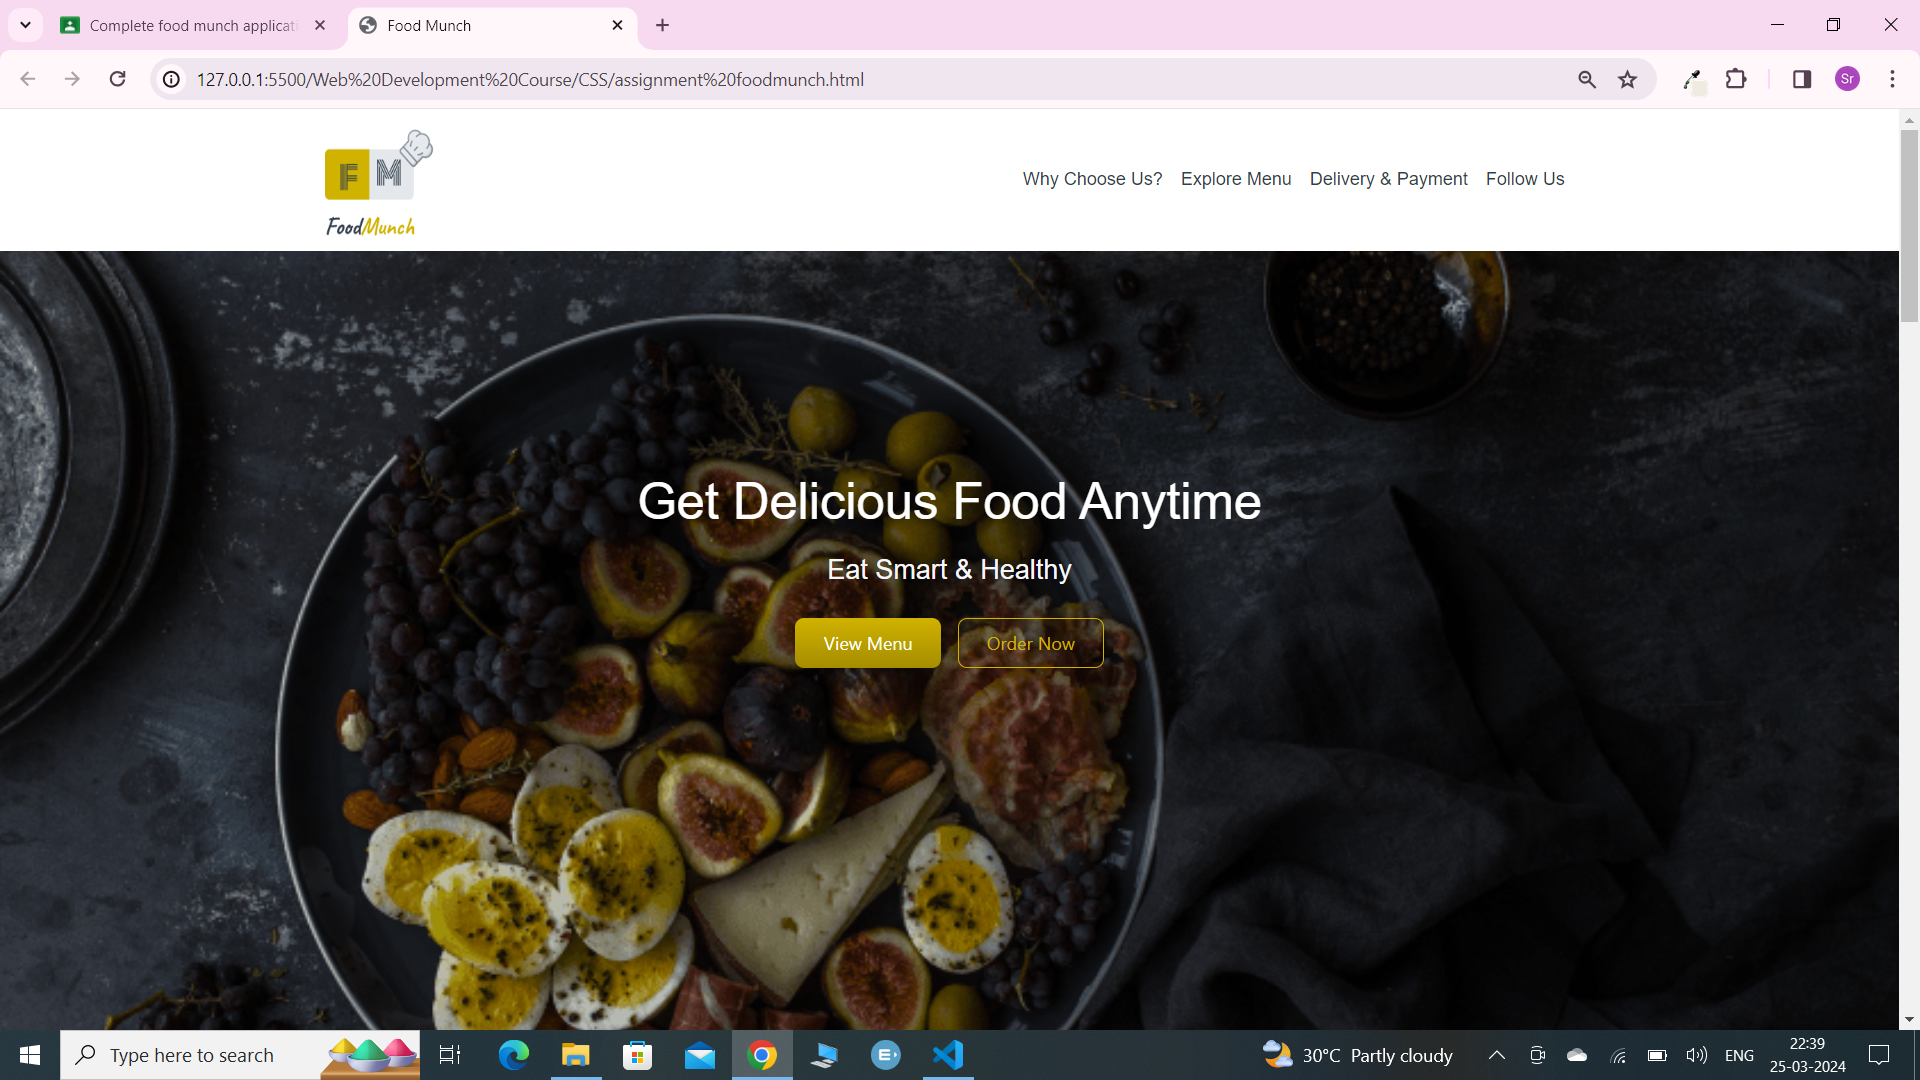 Complete food munch applicati
Food Munch
127.0.0.1:5500/Web%20Development%20Course/CSS/assignment%20foodmunch.html
Sr
F M
FoodMunch
Why Choose Us? Explore Menu Delivery & Payment Follow Us
Get Delicious Food Anytime
Eat Smart & Healthy
View Menu Order Now
Type here to search
E
30°C Partly cloudy
ENG
22:39
25-03-2024